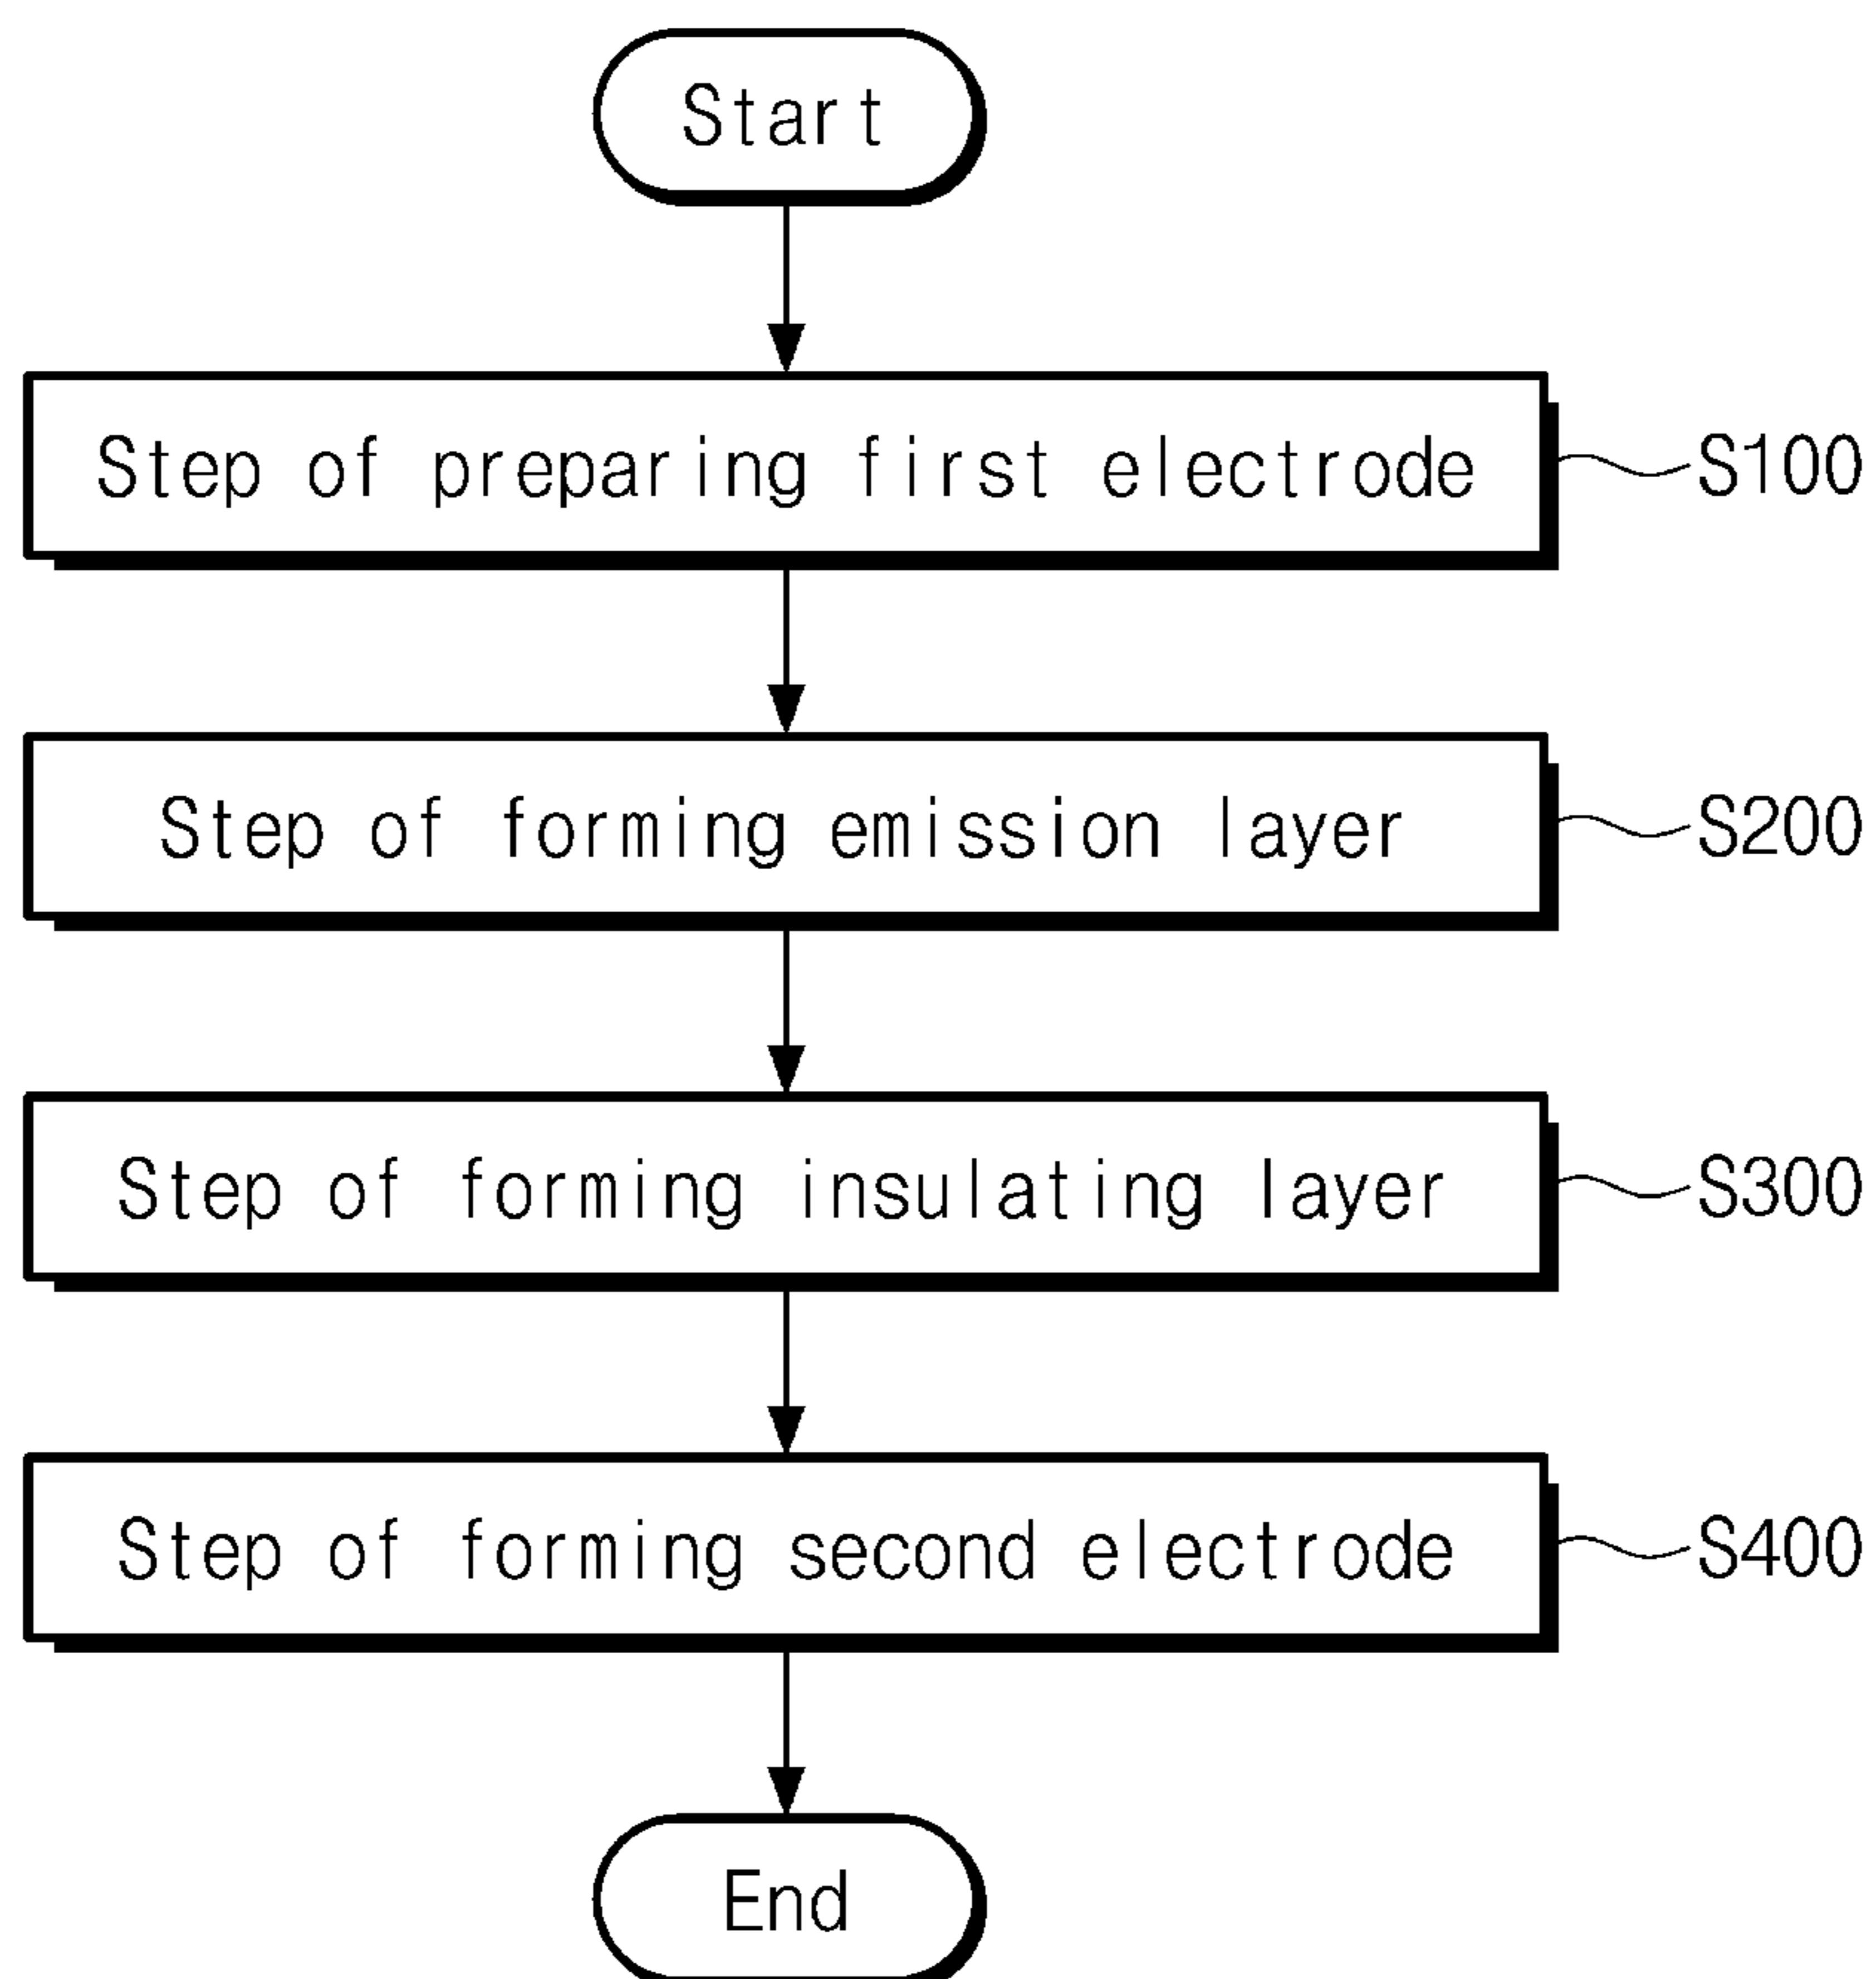 Start
Step of preparing first electrode
S100
Step of forming emission layer
S200
Step of forming insulating layer
S300
Step of forming second electrode
S400
End